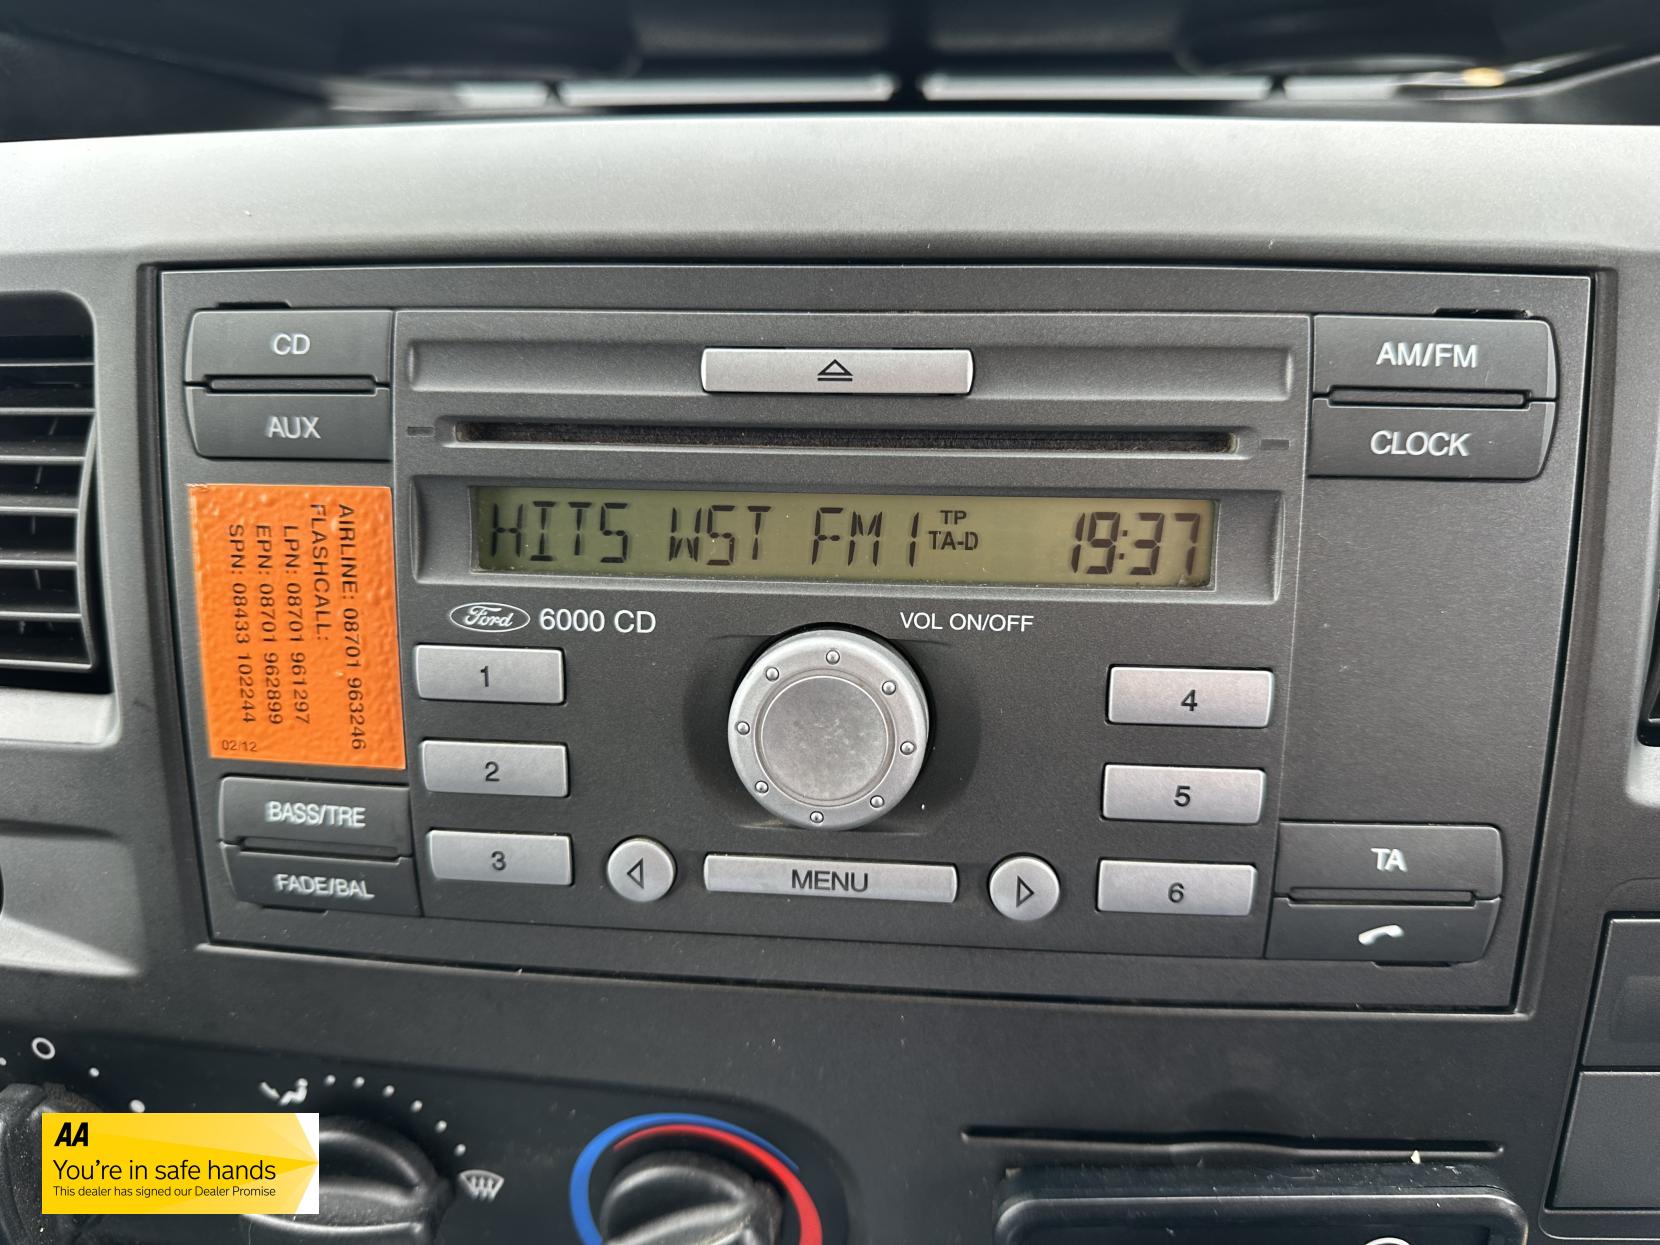 CD
AUX
AM/FM
CLOCK
HITS WST FM1 TP TA-D 19:37
Ford 6000 CD
VOL ON/OFF
AIRLINE: 08701 963246
FLASHCALL:
LPN: 08701 961297
EPN: 08701 962899
SPN: 08433 102244
02/12
1
2
3
4
5
6
BASS/TRE
FADE/BAL
MENU
TA
AA
You're in safe hands
This dealer has signed our Dealer Promise